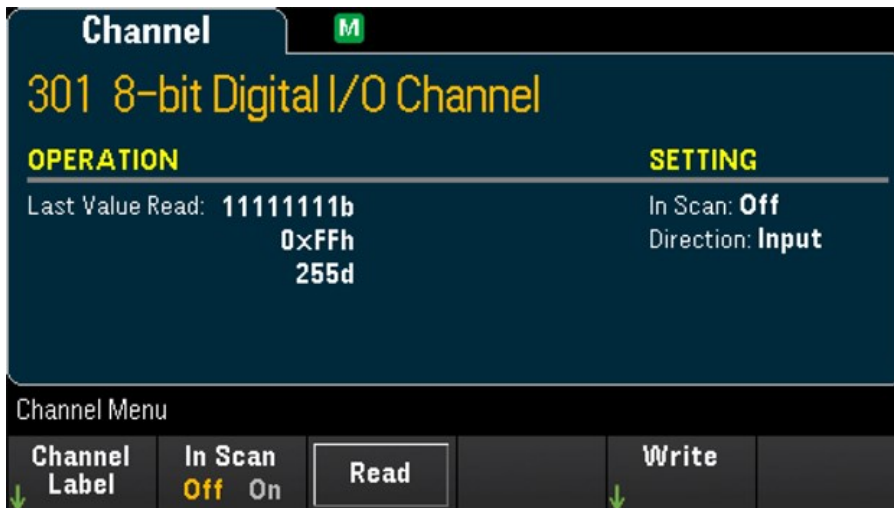 Channel M
301 8-bit Digital I/O Channel
OPERATION SETTING
Last Value Read: 11111111b In Scan: Off
0xFFh Direction: Input
255d
Channel Menu
Channel In Scan Read Write
Label Off On